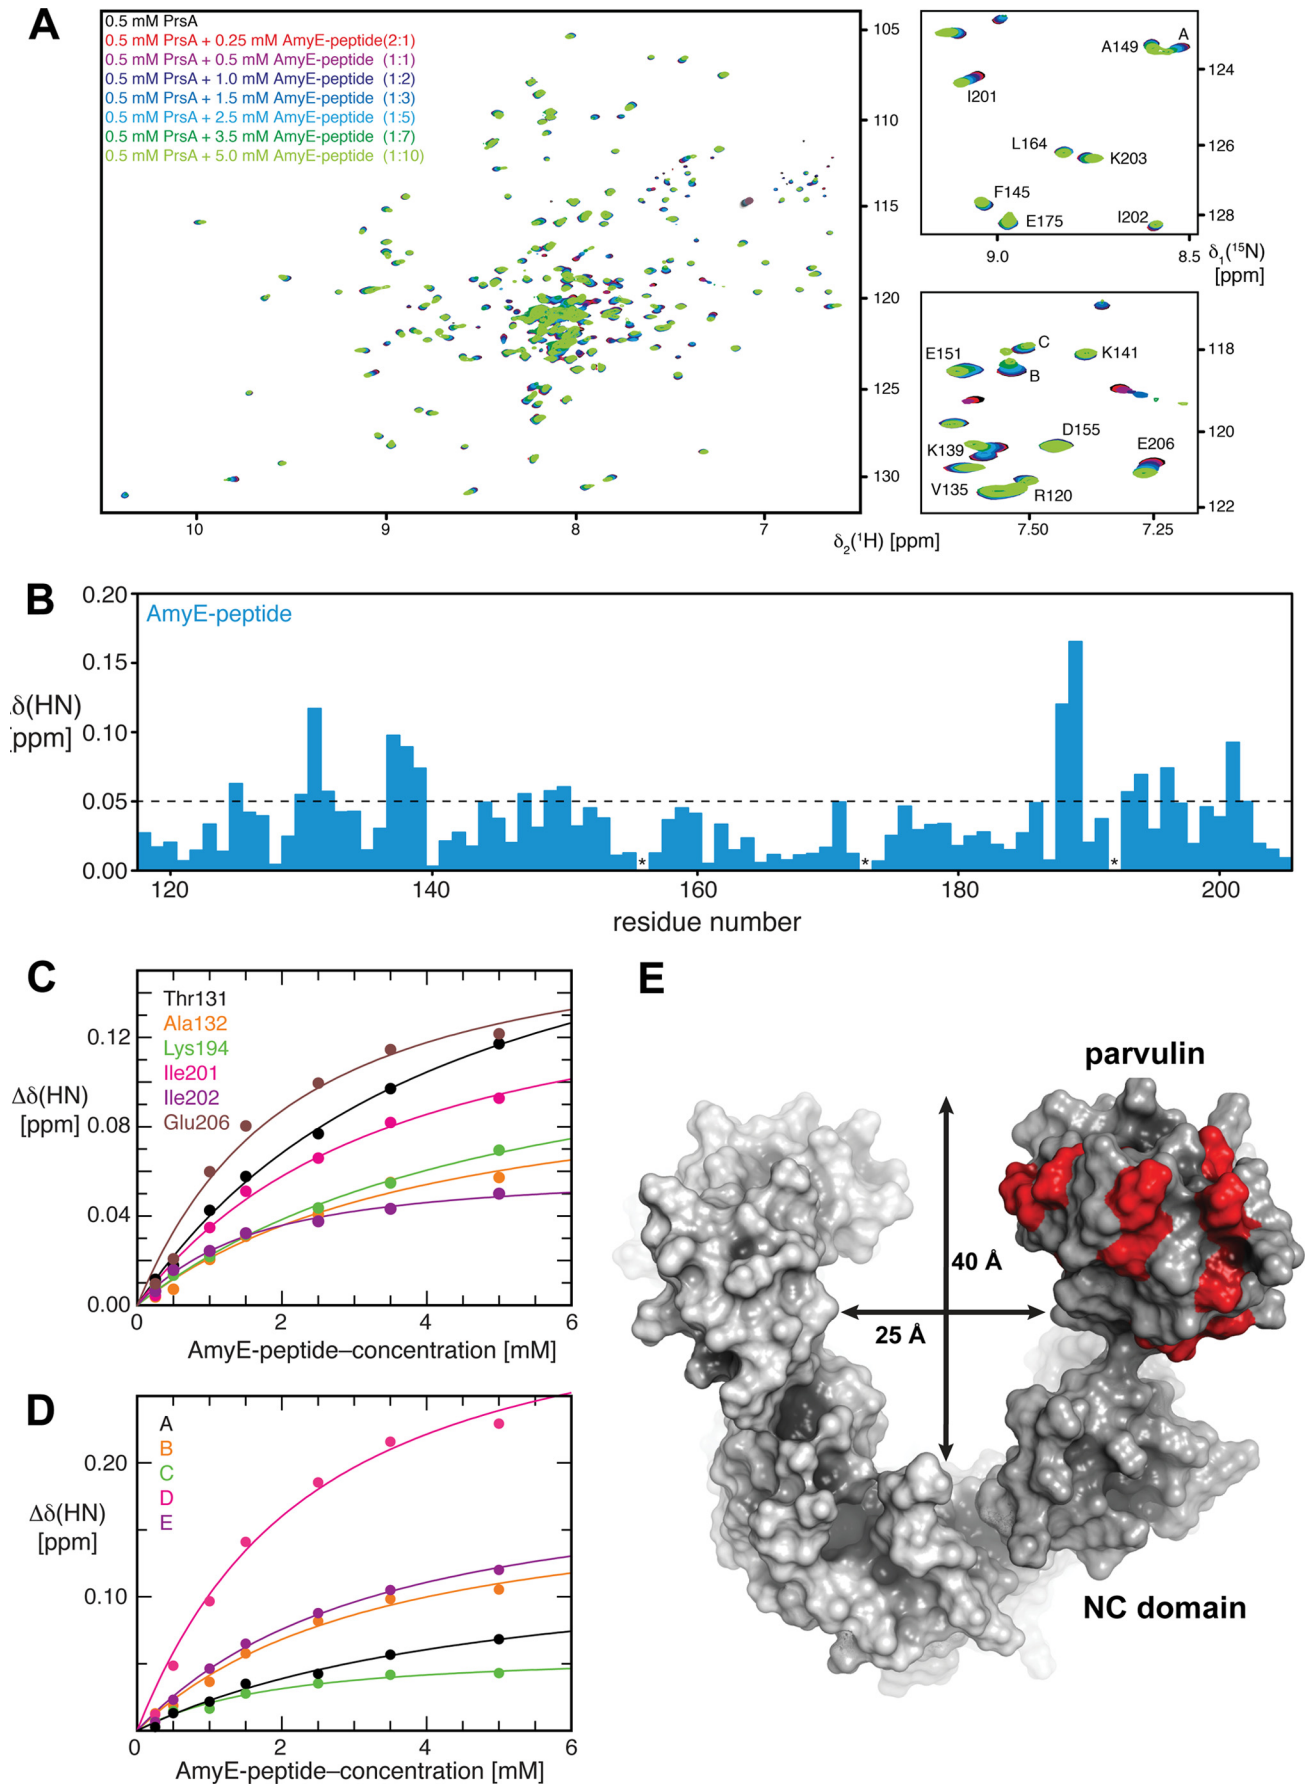 A
0.5 mM PrsA
0.5 mM PrsA + 0.25 mM AmyE-peptide(2:1)
0.5 mM PrsA + 0.5 mM AmyE-peptide (1:1)
0.5 mM PrsA + 1.0 mM AmyE-peptide (1:2)
0.5 mM PrsA + 1.5 mM AmyE-peptide (1:3)
0.5 mM PrsA + 2.5 mM AmyE-peptide (1:5)
0.5 mM PrsA + 3.5 mM AmyE-peptide (1:7)
0.5 mM PrsA + 5.0 mM AmyE-peptide (1:10)
105
110
115
120
125
130
10 9 8 7
δ₂(¹H) [ppm]
A149 A
I201
L164
K203
F145
E175
I202
124
126
128
9.0 8.5
δ₁(¹⁵N)
[ppm]
E151
C
K141
B
D155
K139
E206
V135
R120
118
120
122
7.50 7.25
B
AmyE-peptide
0.20
0.15
0.10
0.05
0.00
δ(HN)
ppm]
* * *
120 140 160 180 200
residue number
C
Thr131
Ala132
Lys194
Ile201
Ile202
Glu206
0.12
0.08
0.04
0.00
Δδ(HN)
[ppm]
0 2 4 6
AmyE-peptide–concentration [mM]
D
A
B
C
D
E
0.20
0.10
Δδ(HN)
[ppm]
0 2 4 6
AmyE-peptide–concentration [mM]
E
parvulin
40 Å
25 Å
NC domain